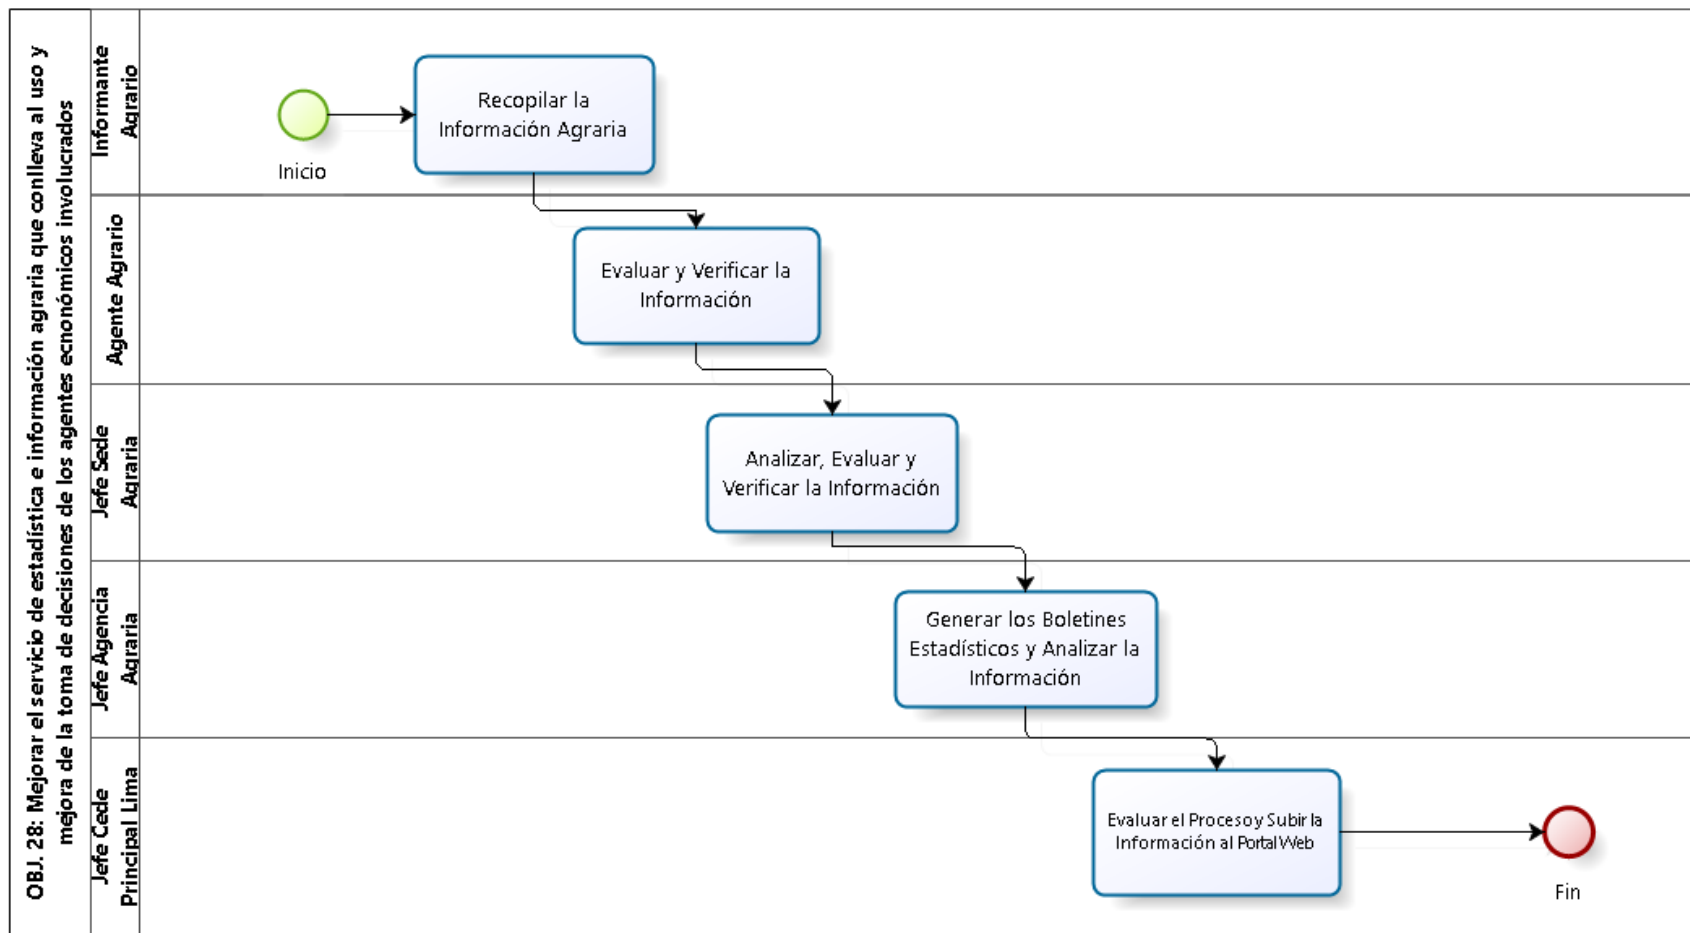 OBJ. 28: Mejorar el servicio de estadística e información agraria que conlleva al uso y
mejora de la toma de decisiones de los agentes ecnonómicos involucrados
Informante
Agrario
Inicio
Recopilar la
Información Agraria
Agente Agrario
Evaluar y Verificar la
Información
Jefe Sede
Agraria
Analizar, Evaluar y
Verificar la Información
Jefe Agencia
Agraria
Generar los Boletines
Estadísticos y Analizar la
Información
Jefe Cede
Principal Lima
Evaluar el Proceso y Subir la
Información al Portal Web
Fin